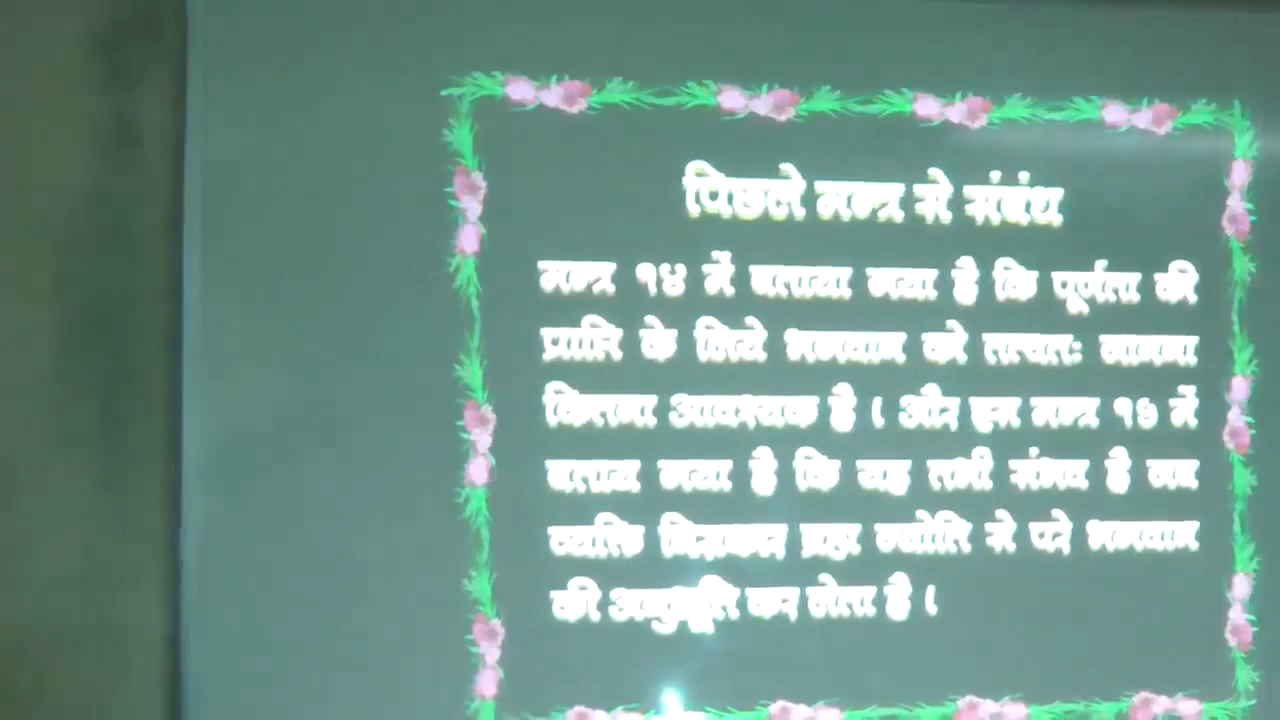 पिछले मन्त्र से संबंध
मन्त्र १४ में बताया गया है कि पूर्णता की
प्राप्ति के लिये भगवान को तत्वतः जानना
कितना आवश्यक है । और इस मन्त्र १५ में
बताय गया है कि यह तभी संभव है जब
व्यक्ति निराकार ब्रह्म ज्योति से परे भगवान
की अनुभूति कर लेता है ।